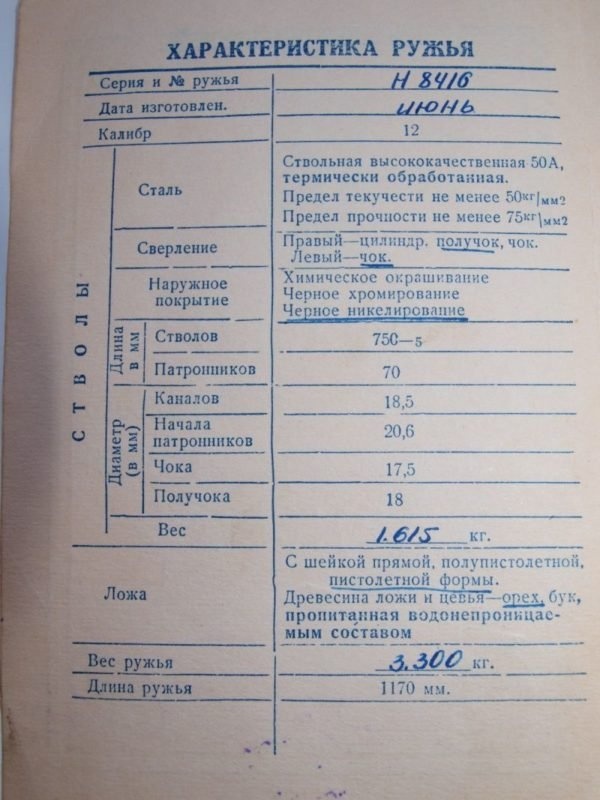 ХАРАКТЕРИСТИКА РУЖЬЯ
Серия и № ружья Н 8416
Дата изготовлен. ИЮНЬ
Калибр 12
СТВОЛЫ
Сталь
Ствольная высококачественная 50А,
термически обработанная.
Предел текучести не менее 50кг/мм2
Предел прочности не менее 75кг\мм2
Сверление
Правый—цилиндр. получок, чок.
Левый—чок.
Наружное
покрытие
Химическое окрашивание
Черное хромирование
Черное никелирование
Длина
в мм
Стволов 750—5
Патронников 70
Диаметр
(в мм)
Каналов 18,5
Начала
патронников 20,6
Чока 17,5
Получока 18
Вес 1.615 кг.
Ложа
С шейкой прямой, полупистолетной,
пистолетной формы.
Древесина ложи и цевья—орех, бук,
пропитанная водонепроницае-
мым составом
Вес ружья 3.300 кг.
Длина ружья 1170 мм.